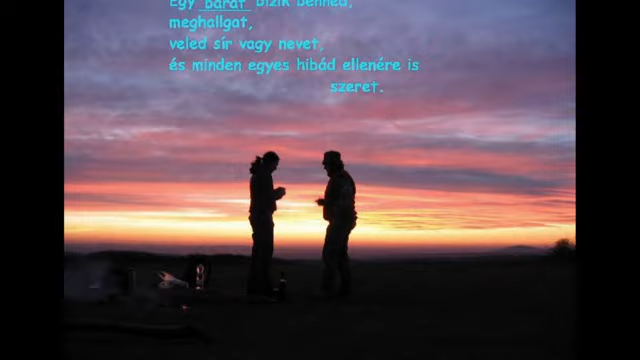 Egy barát bízik benned,
meghallgat,
veled sír vagy nevet,
és minden egyes hibád ellenére is
szeret.